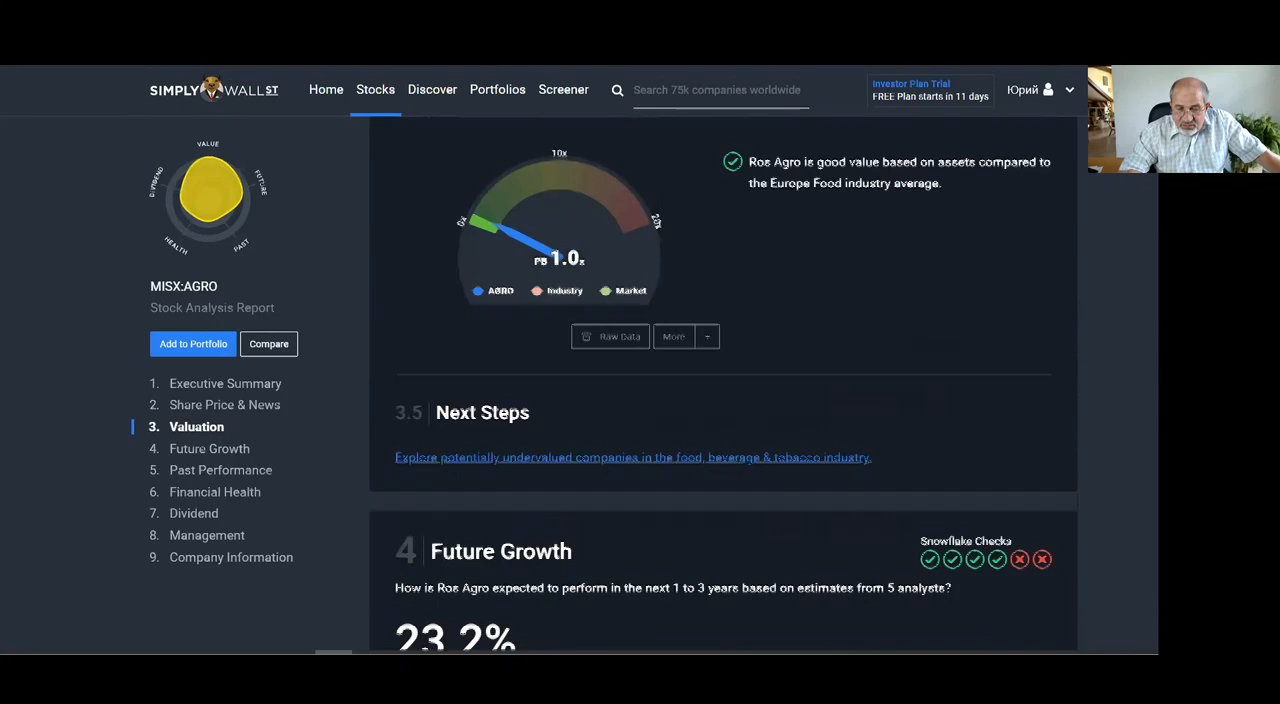 SIMPLY WALLST
Home Stocks Discover Portfolios Screener
Search 75k companies worldwide
Investor Plan Trial
FREE Plan starts in 11 days
Юрий
VALUE
FUTURE
PAST
HEALTH
DIVIDEND
MISX:AGRO
Stock Analysis Report
Add to Portfolio
Compare
1. Executive Summary
2. Share Price & News
3. Valuation
4. Future Growth
5. Past Performance
6. Financial Health
7. Dividend
8. Management
9. Company Information
0x
10x
20x
PB 1.0x
AGRO Industry Market
Ros Agro is good value based on assets compared to
the Europe Food industry average.
Raw Data
More
3.5 Next Steps
Explore potentially undervalued companies in the food, beverage & tobacco industry.
4 Future Growth
Snowflake Checks
How is Ros Agro expected to perform in the next 1 to 3 years based on estimates from 5 analysts?
23.2%